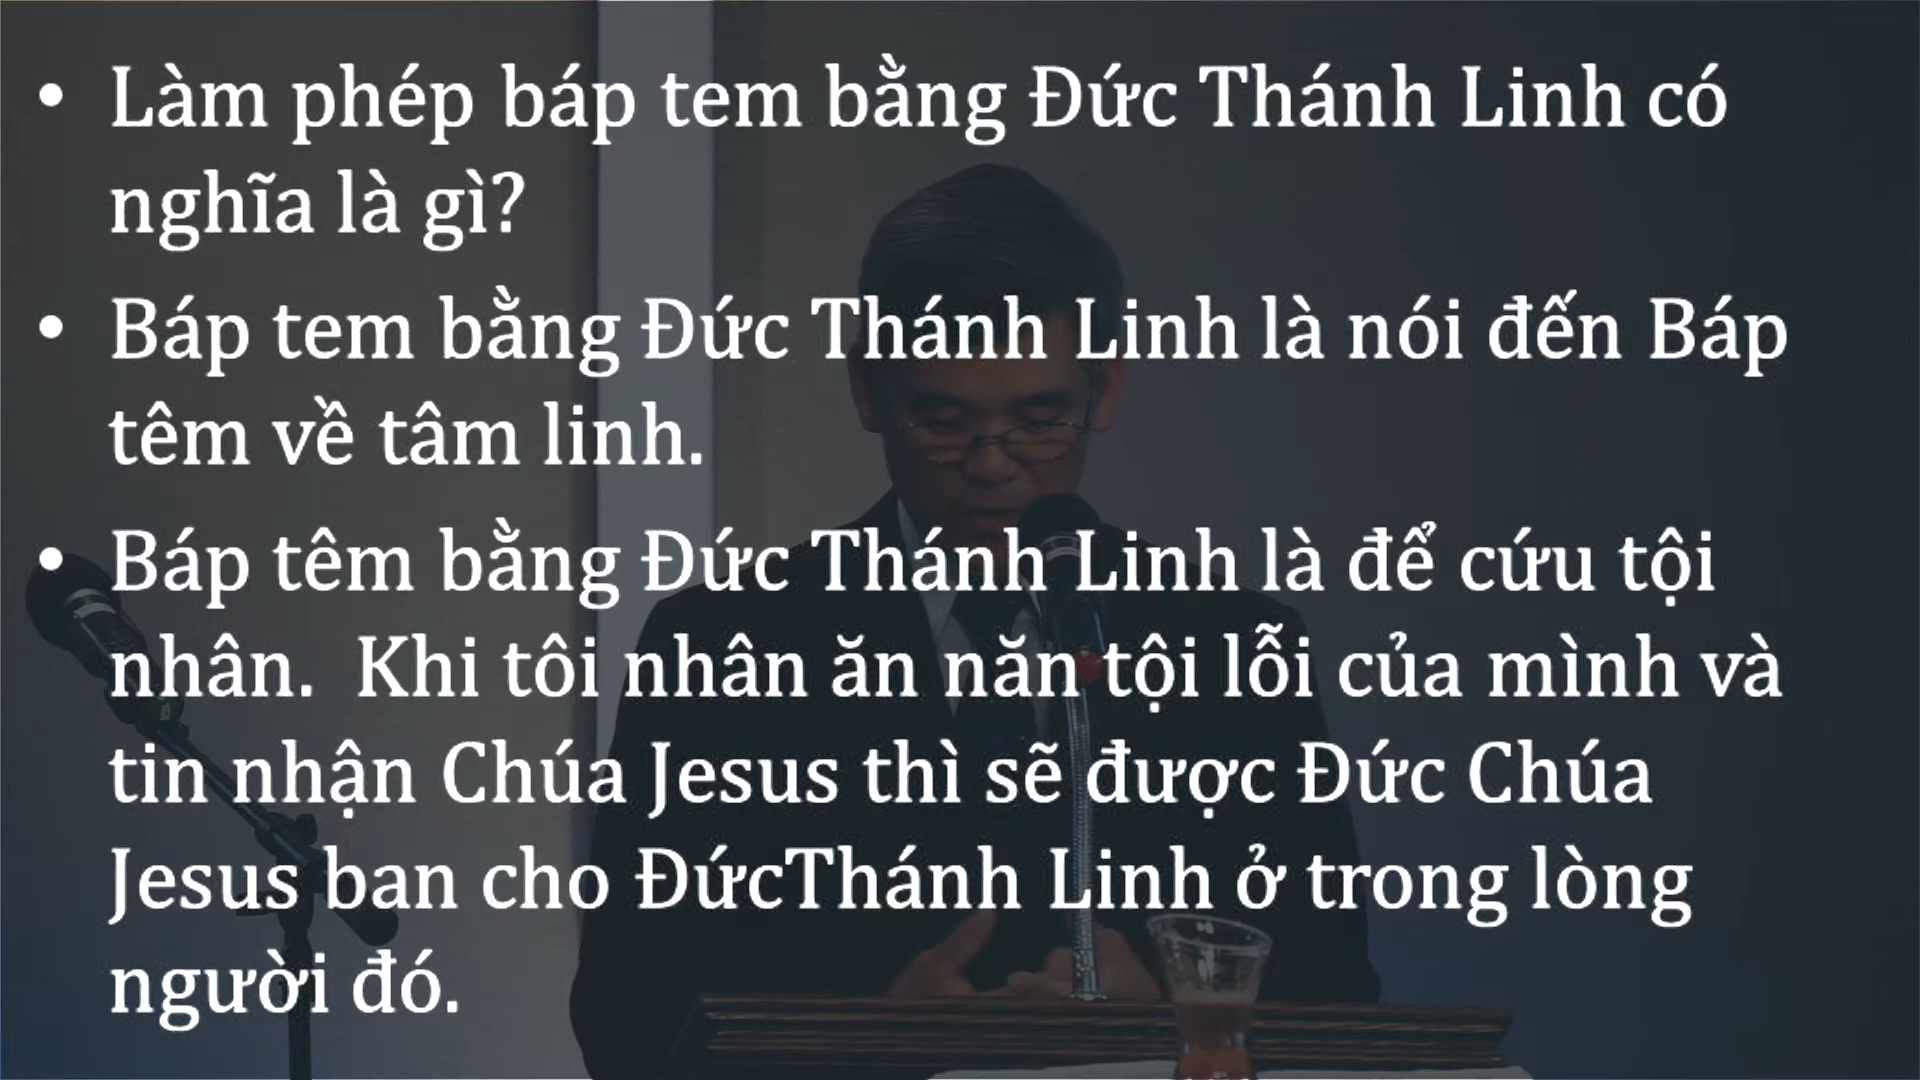 • Làm phép báp tem bằng Đức Thánh Linh có
nghĩa là gì?
• Báp tem bằng Đức Thánh Linh là nói đến Báp
têm về tâm linh.
• Báp têm bằng Đức Thánh Linh là để cứu tội
nhân.  Khi tôi nhân ăn năn tội lỗi của mình và
tin nhận Chúa Jesus thì sẽ được Đức Chúa
Jesus ban cho ĐứcThánh Linh ở trong lòng
người đó.